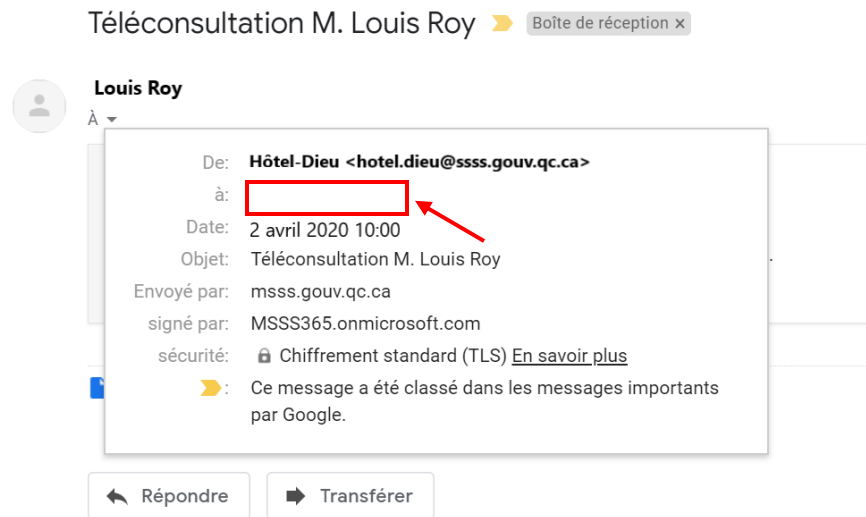 Téléconsultation M. Louis Roy Boîte de réception ×
Louis Roy
À
De: Hôtel-Dieu <hotel.dieu@ssss.gouv.qc.ca>
à:
Date: 2 avril 2020 10:00
Objet: Téléconsultation M. Louis Roy
Envoyé par: msss.gouv.qc.ca
signé par: MSSS365.onmicrosoft.com
sécurité: Chiffrement standard (TLS) En savoir plus
: Ce message a été classé dans les messages importants
par Google.
Répondre Transférer